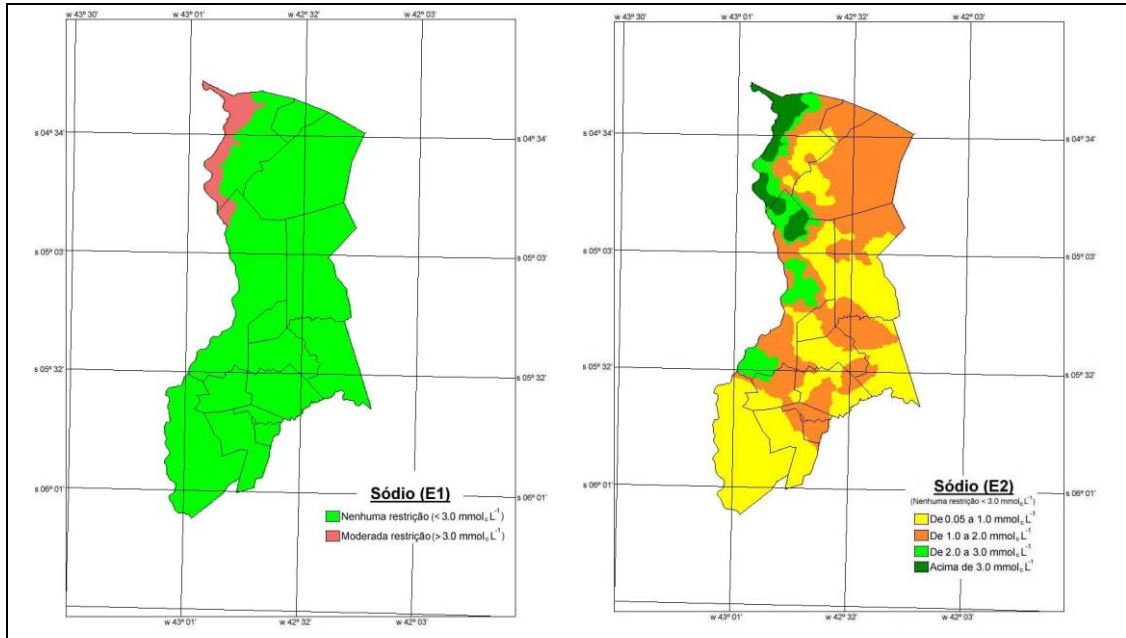 w 43º 30' w 43º 01' w 42º 32' w 42º 03'
s 04º 34' s 04º 34'
s 05º 03' s 05º 03'
s 05º 32' s 05º 32'
s 06º 01' s 06º 01'
Sódio (E1)
Nenhuma restrição (< 3.0 mmolc L-1)
Moderada restrição (> 3.0 mmolc L-1)
w 43º 01' w 42º 32' w 42º 03'
w 43º 30' w 43º 01' w 42º 32' w 42º 03'
s 04º 34' s 04º 34'
s 05º 03' s 05º 03'
s 05º 32' s 05º 32'
s 06º 01' s 06º 01'
Sódio (E2)
(Nenhuma restrição < 3.0 mmolc L-1)
De 0.05 a 1.0 mmolc L-1
De 1.0 a 2.0 mmolc L-1
De 2.0 a 3.0 mmolc L-1
Acima de 3.0 mmolc L-1
w 43º 01' w 42º 32' w 42º 03'